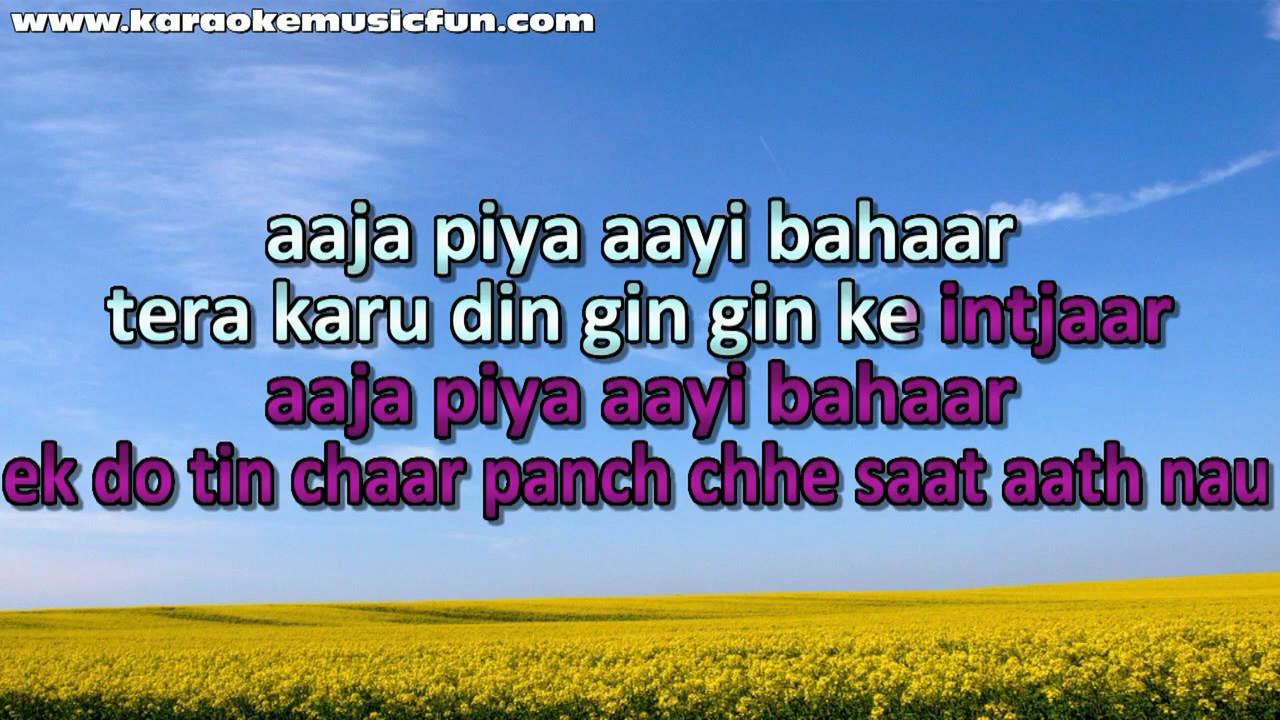 www.karaokemusicfun.com
aaja piya aayi bahaar
tera karu din gin gin ke intjaar
aaja piya aayi bahaar
ek do tin chaar panch chhe saat aath nau